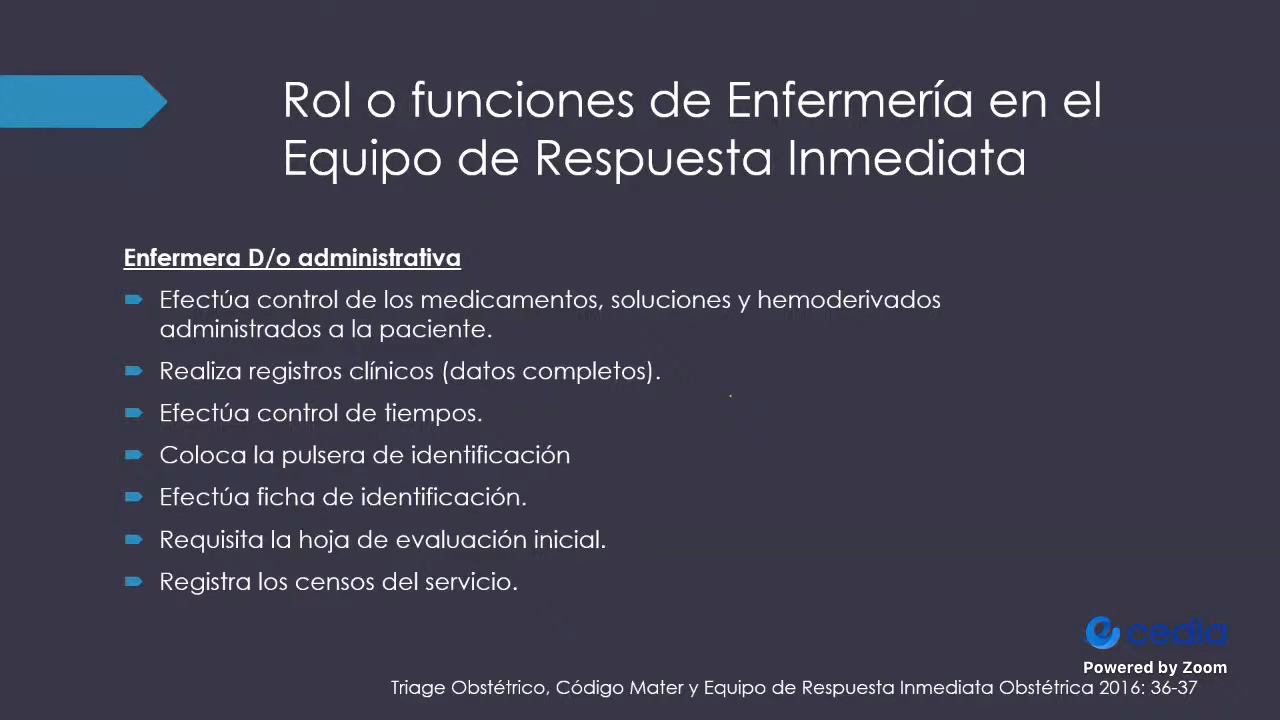 Rol o funciones de Enfermería en el
Equipo de Respuesta Inmediata
Enfermera D/o administrativa
Efectúa control de los medicamentos, soluciones y hemoderivados
administrados a la paciente.
Realiza registros clínicos (datos completos).
Efectúa control de tiempos.
Coloca la pulsera de identificación
Efectúa ficha de identificación.
Requisita la hoja de evaluación inicial.
Registra los censos del servicio.
cedia
Powered by Zoom
Triage Obstétrico, Código Mater y Equipo de Respuesta Inmediata Obstétrica 2016: 36-37